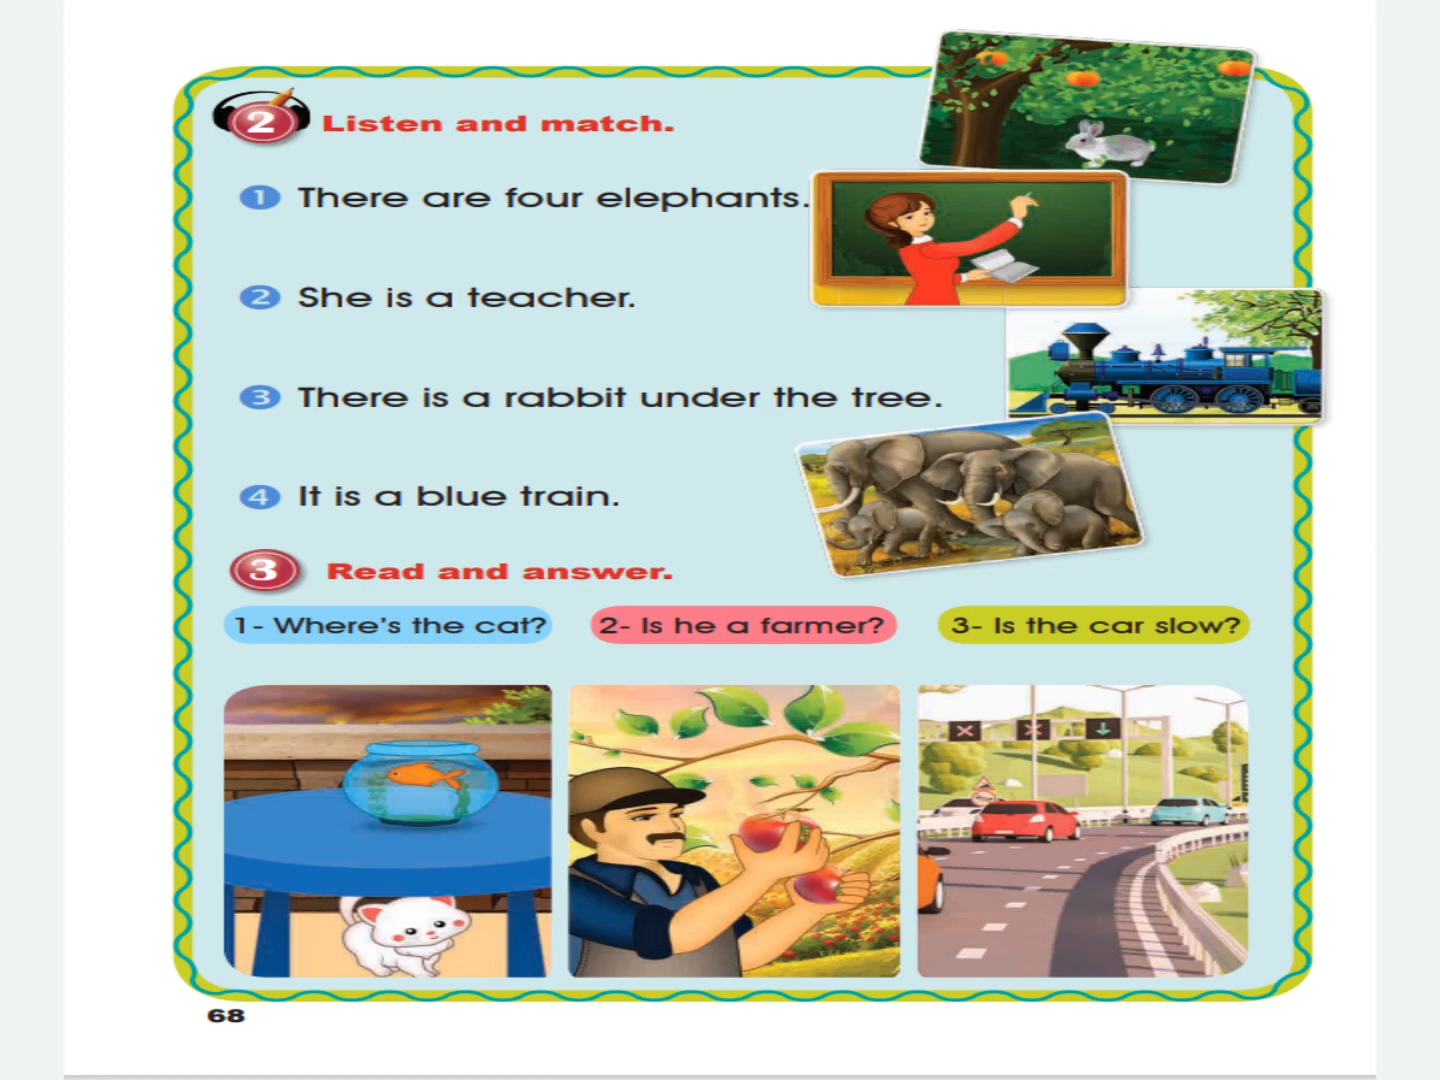 2 Listen and match.
1 There are four elephants.
2 She is a teacher.
3 There is a rabbit under the tree.
4 It is a blue train.
3 Read and answer.
1- Where's the cat? 2- Is he a farmer? 3- Is the car slow?
68